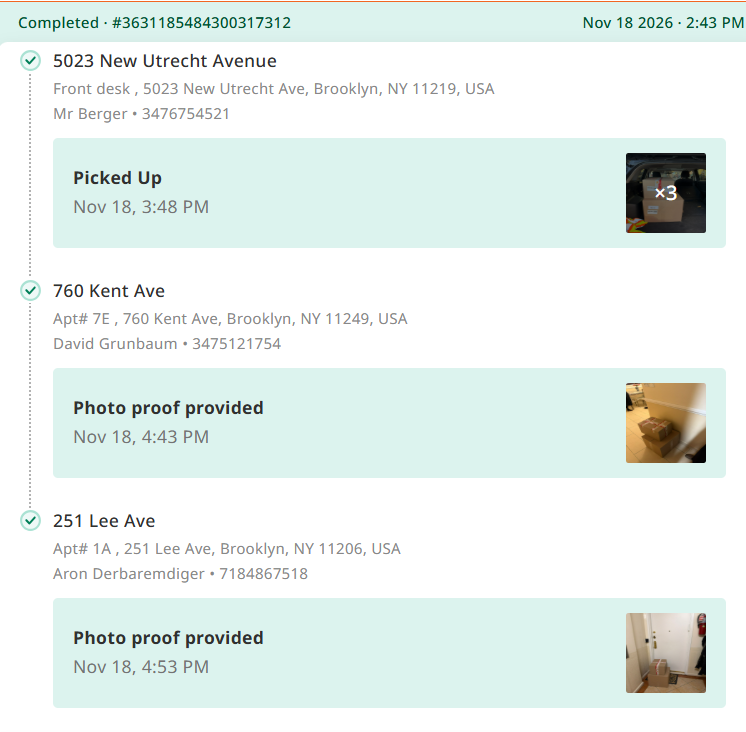 Completed · #3631185484300317312
Nov 18 2026 · 2:43 PM
5023 New Utrecht Avenue
Front desk , 5023 New Utrecht Ave, Brooklyn, NY 11219, USA
Mr Berger • 3476754521
Picked Up
Nov 18, 3:48 PM
×3
760 Kent Ave
Apt# 7E , 760 Kent Ave, Brooklyn, NY 11249, USA
David Grunbaum • 3475121754
Photo proof provided
Nov 18, 4:43 PM
251 Lee Ave
Apt# 1A , 251 Lee Ave, Brooklyn, NY 11206, USA
Aron Derbaremdiger • 7184867518
Photo proof provided
Nov 18, 4:53 PM